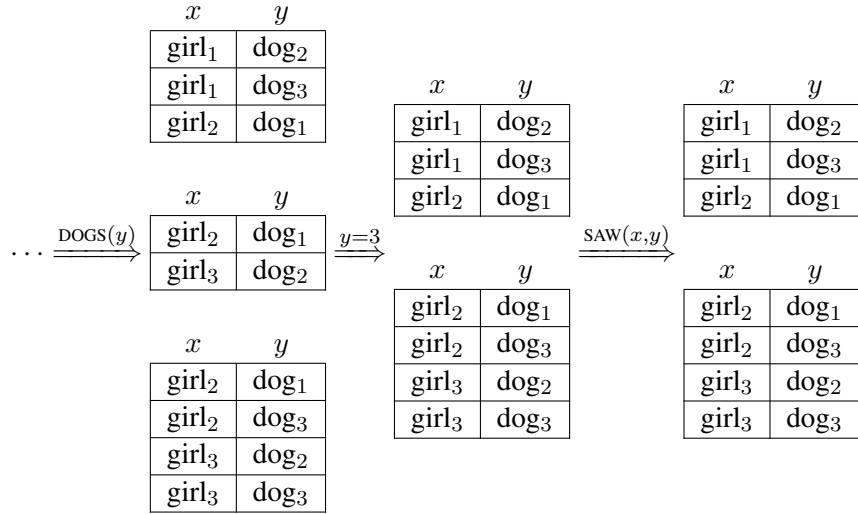 x y
girl₁ dog₂
girl₁ dog₃
girl₂ dog₁
··· DOGS(y) ⟹
x y
girl₂ dog₁
girl₃ dog₂
x y
girl₂ dog₁
girl₂ dog₃
girl₃ dog₂
girl₃ dog₃
y=3 ⟹
x y
girl₁ dog₂
girl₁ dog₃
girl₂ dog₁
x y
girl₂ dog₁
girl₂ dog₃
girl₃ dog₂
girl₃ dog₃
SAW(x,y) ⟹
x y
girl₁ dog₂
girl₁ dog₃
girl₂ dog₁
x y
girl₂ dog₁
girl₂ dog₃
girl₃ dog₂
girl₃ dog₃